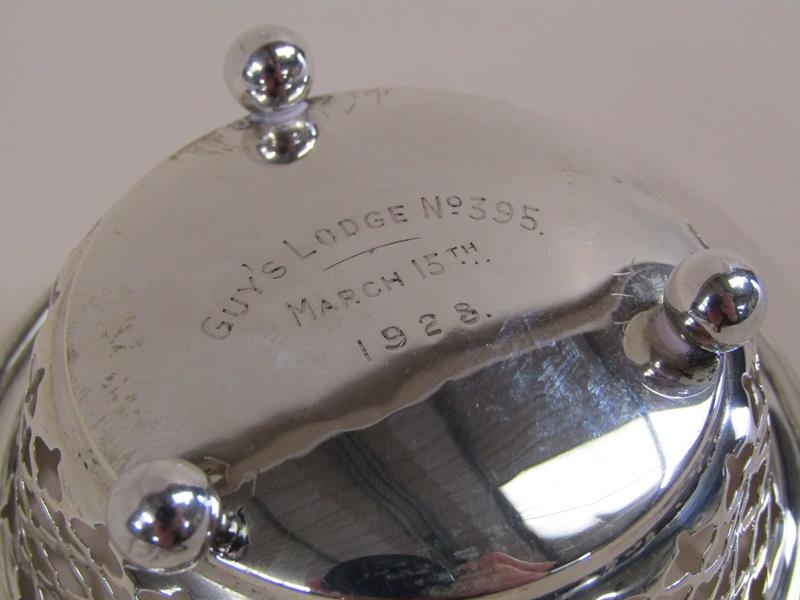 GUY'S LODGE No 395.
MARCH 15TH
1928.